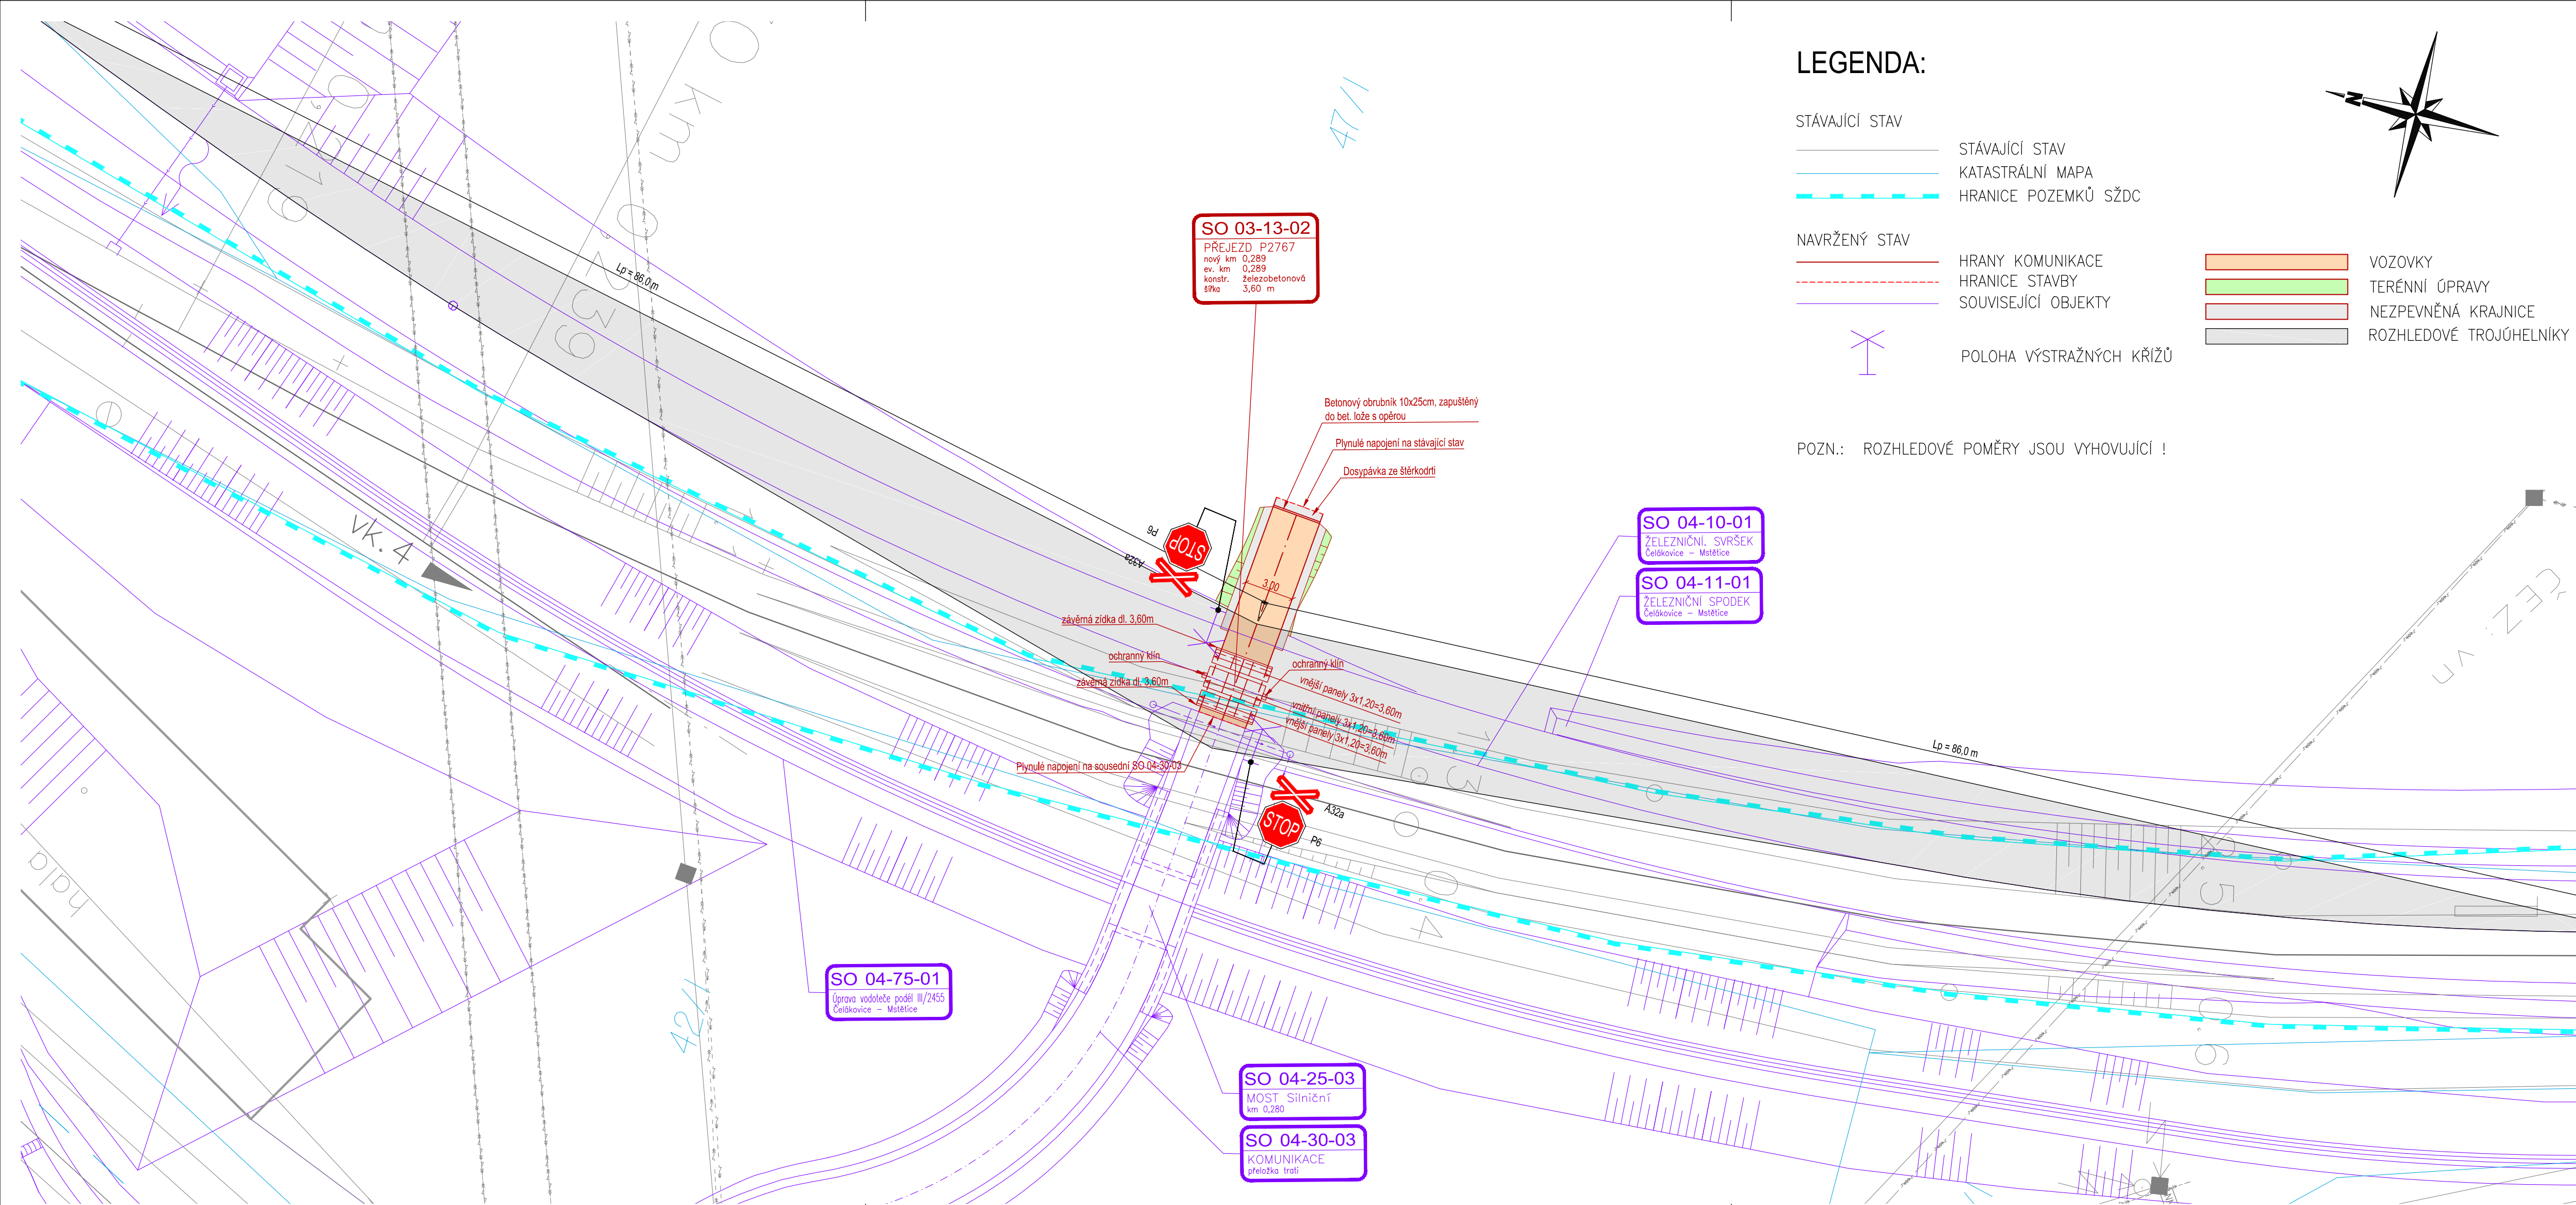 LEGENDA:
STÁVAJÍCÍ STAV
STÁVAJÍCÍ STAV
KATASTRÁLNÍ MAPA
HRANICE POZEMKŮ SŽDC
NAVRŽENÝ STAV
HRANY KOMUNIKACE
HRANICE STAVBY
SOUVISEJÍCÍ OBJEKTY
POLOHA VÝSTRAŽNÝCH KŘÍŽŮ
VOZOVKY
TERÉNNÍ ÚPRAVY
NEZPEVNĚNÁ KRAJNICE
ROZHLEDOVÉ TROJÚHELNÍKY
N
POZN.: ROZHLEDOVÉ POMĚRY JSOU VYHOVUJÍCÍ !
47/1
SO 03-13-02
PŘEJEZD P2767
nový km 0,289
ev. km 0,289
konstr. železobetonová
šířka 3,60 m
Lp = 86,0 m
Betonový obrubník 10x25cm, zapuštěný
do bet. lože s opěrou
Plynulé napojení na stávající stav
Dosypávka ze štěrkodrti
P6
STOP
A32a
3,00
závěrná zídka dl. 3,60m
ochranný klín
závěrná zídka dl. 3,60m
ochranný klín
vnější panely 3x1,20=3,60m
vnitřní panely 3x1,20=3,60m
vnější panely 3x1,20=3,60m
Plynulé napojení na sousední SO 04-30-03
A32a
STOP
P6
SO 04-10-01
ŽELEZNIČNÍ. SVRŠEK
Čelákovice - Mstětice
SO 04-11-01
ŽELEZNIČNÍ SPODEK
Čelákovice - Mstětice
Lp = 86,0 m
vk. 4
hala
42/1
ČEZ vn
SO 04-75-01
Úprava vodoteče podél III/2455
Čelákovice - Mstětice
SO 04-25-03
MOST Silniční
km 0,280
SO 04-30-03
KOMUNIKACE
přeložka trati